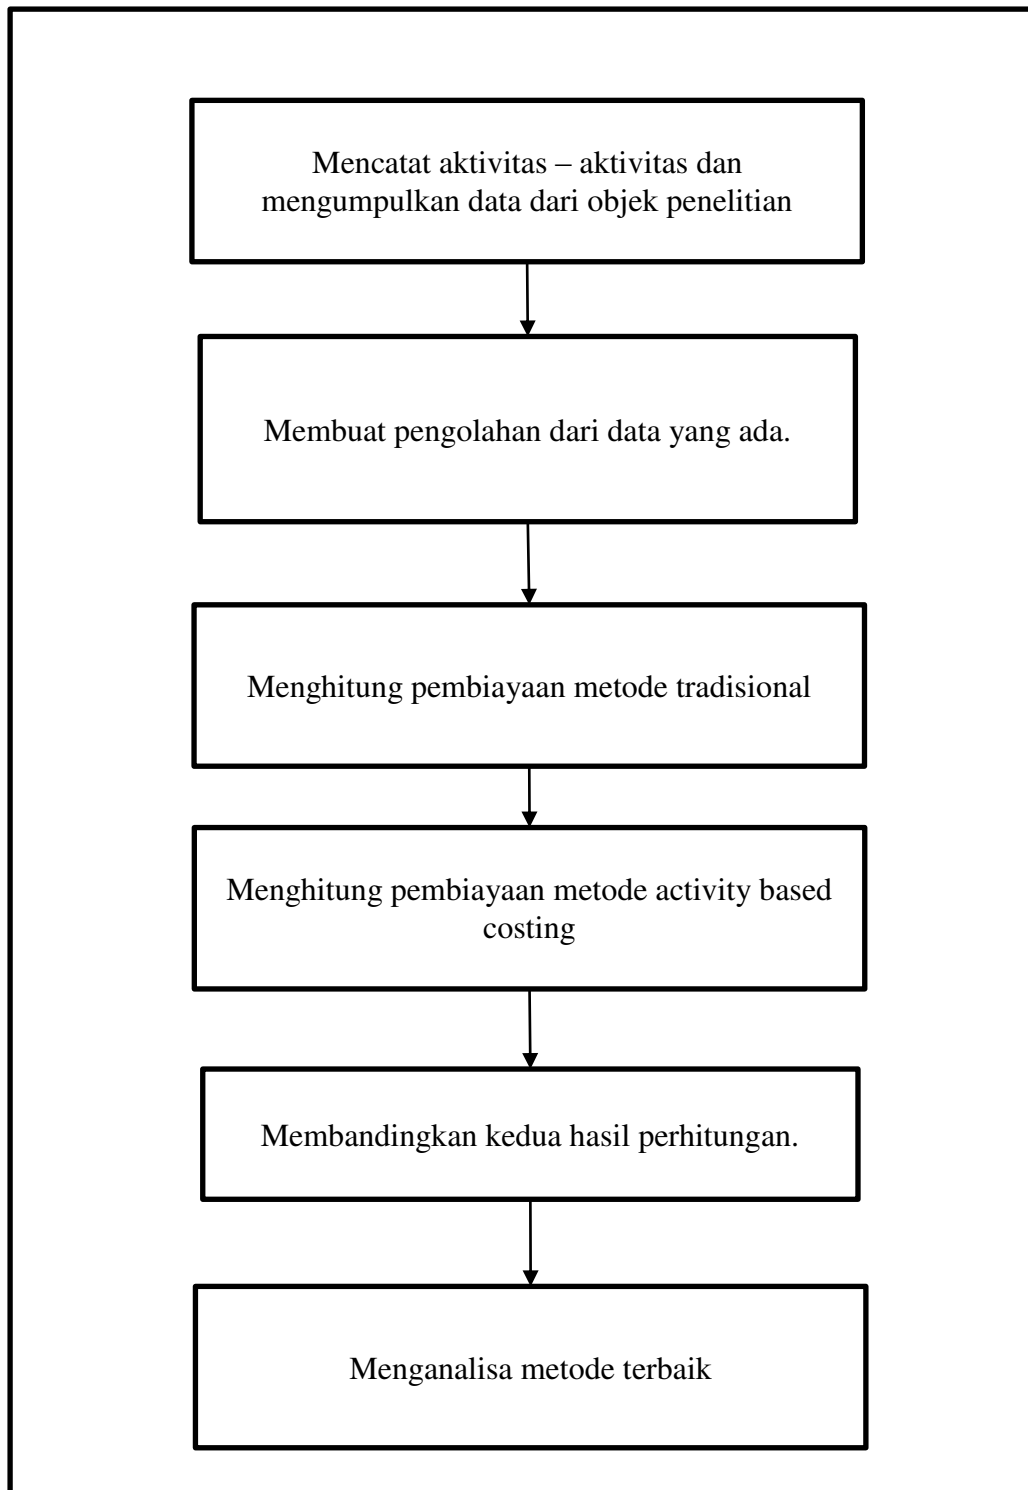 Mencatat aktivitas – aktivitas dan
mengumpulkan data dari objek penelitian
Membuat pengolahan dari data yang ada.
Menghitung pembiayaan metode tradisional
Menghitung pembiayaan metode activity based
costing
Membandingkan kedua hasil perhitungan.
Menganalisa metode terbaik